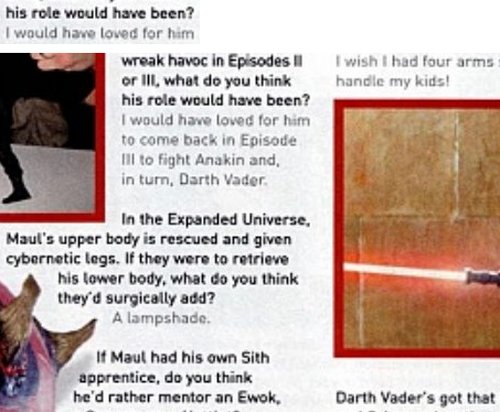 his role would have been?
I would have loved for him
wreak havoc in Episodes II
or III, what do you think
his role would have been?
I would have loved for him
to come back in Episode
III to fight Anakin and,
in turn, Darth Vader.
In the Expanded Universe,
Maul's upper body is rescued and given
cybernetic legs. If they were to retrieve
his lower body, what do you think
they'd surgically add?
A lampshade.
If Maul had his own Sith
apprentice, do you think
he'd rather mentor an Ewok,
I wish I had four arms
handle my kids!
Darth Vader's got that